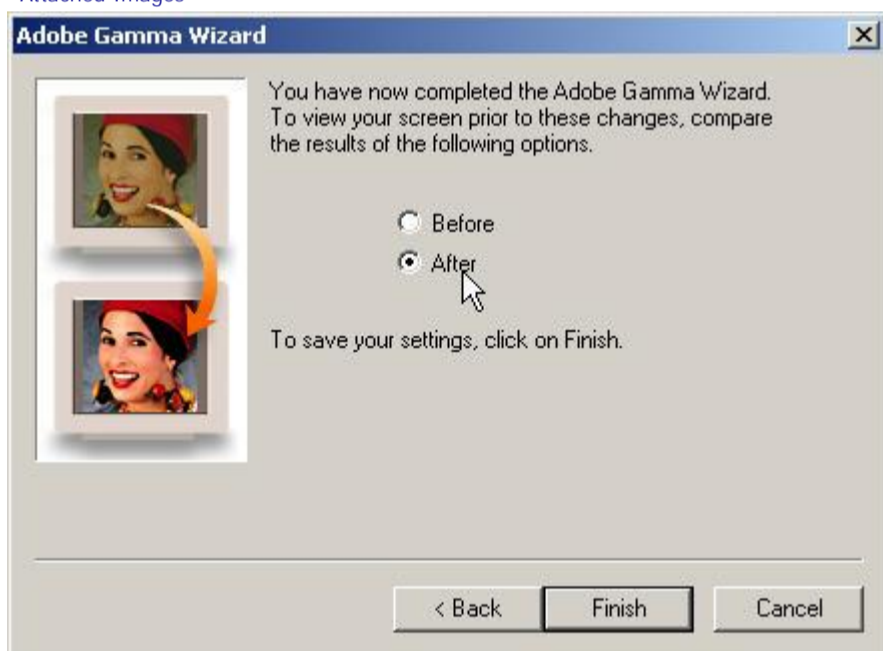 Attached Images
Adobe Gamma Wizard
You have now completed the Adobe Gamma Wizard.
To view your screen prior to these changes, compare
the results of the following options.
Before
After
To save your settings, click on Finish.
< Back
Finish
Cancel